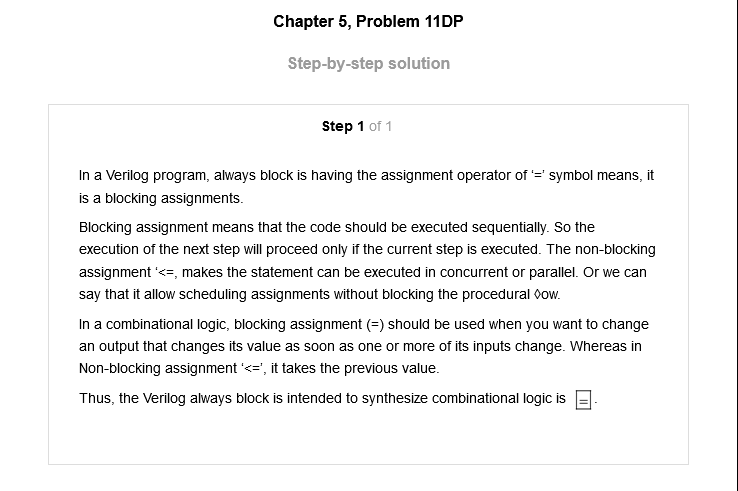 Chapter 5, Problem 11DP
Step-by-step solution
Step 1 of 1
In a Verilog program, always block is having the assignment operator of ‘=’ symbol means, it
is a blocking assignments.
Blocking assignment means that the code should be executed sequentially. So the
execution of the next step will proceed only if the current step is executed. The non-blocking
assignment ‘<=, makes the statement can be executed in concurrent or parallel. Or we can
say that it allow scheduling assignments without blocking the procedural ◊ow.
In a combinational logic, blocking assignment (=) should be used when you want to change
an output that changes its value as soon as one or more of its inputs change. Whereas in
Non-blocking assignment ‘<=’, it takes the previous value.
Thus, the Verilog always block is intended to synthesize combinational logic is =.